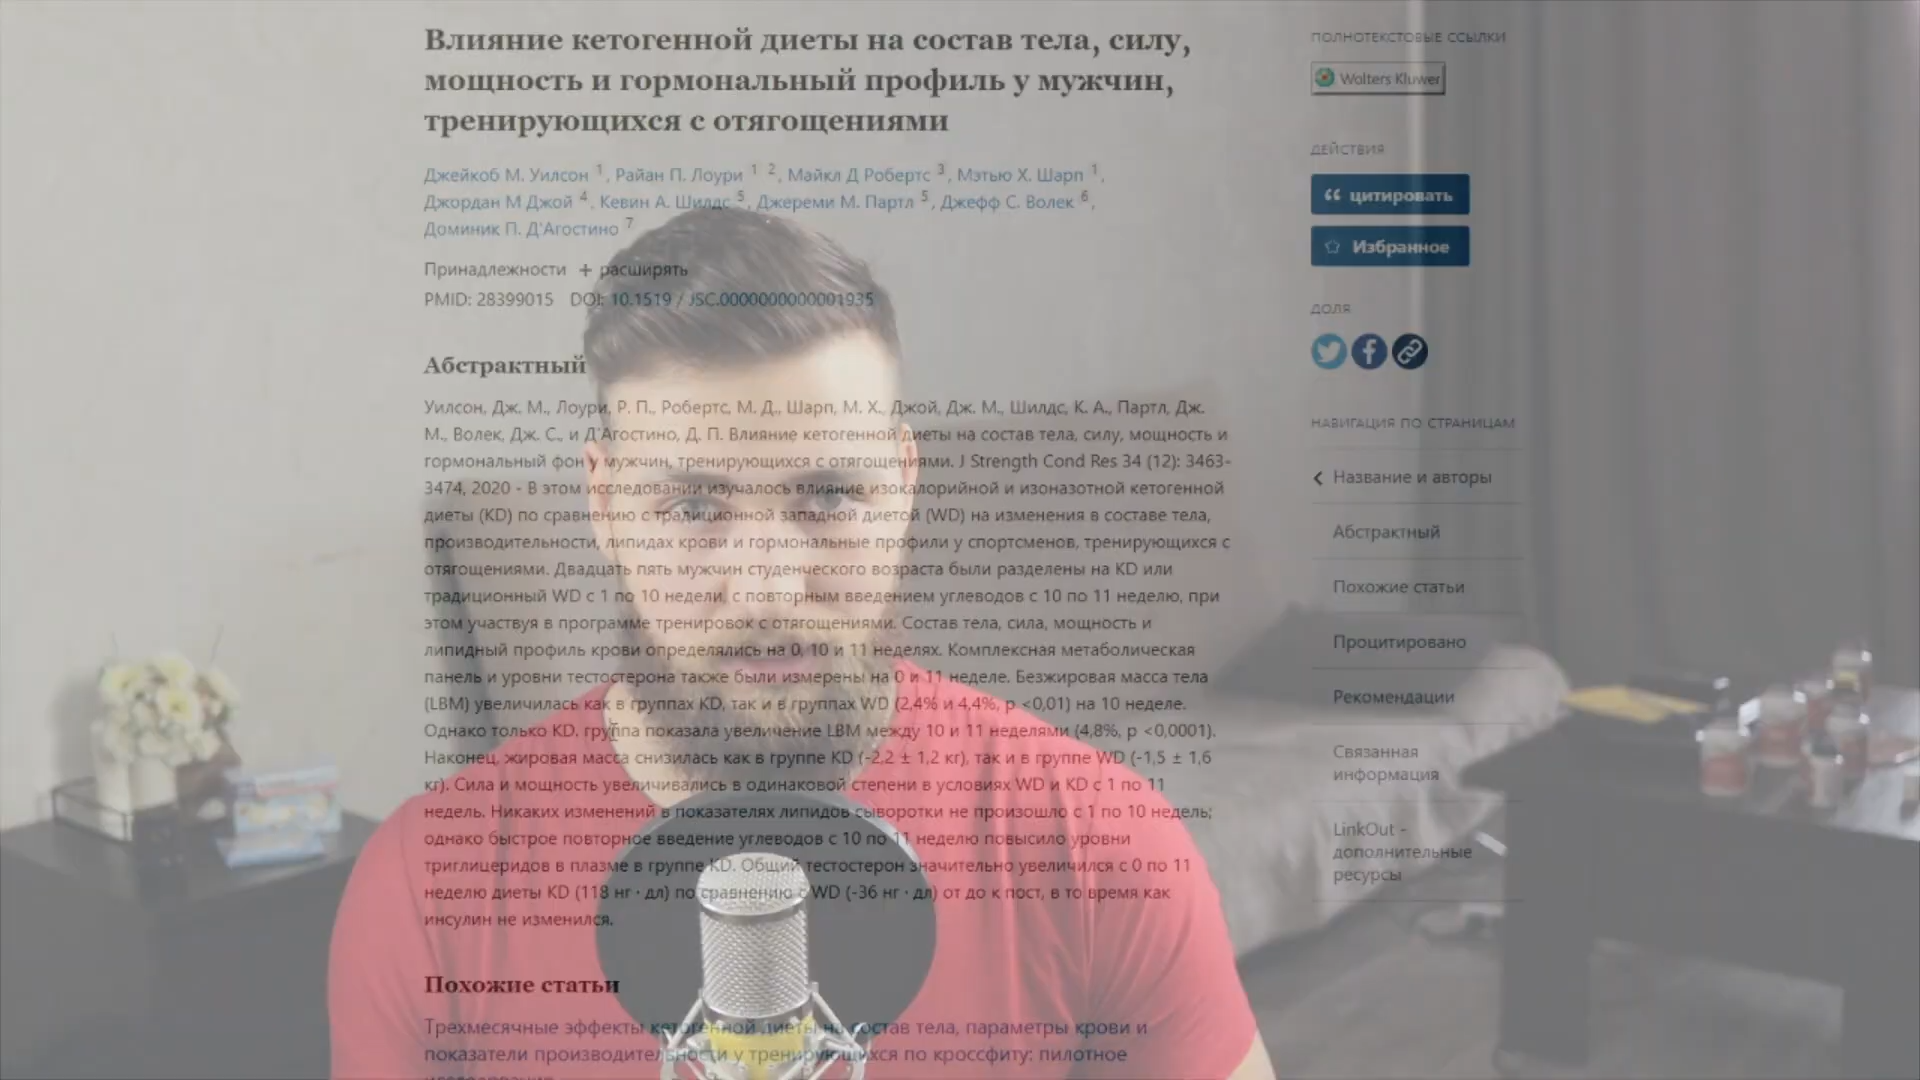 Влияние кетогенной диеты на состав тела, силу,
мощность и гормональный профиль у мужчин,
тренирующихся с отягощениями
Джейкоб М. Уилсон 1, Райан П. Лоури 1 2, Майкл Д Робертс 3, Мэтью Х. Шарп 1,
Джордан М Джой 4, Кевин А. Шилдс 5, Джереми М. Партл 5, Джефф С. Волек 6,
Доминик П. Д'Агостино 7
Принадлежности + расширять
PMID: 28399015 DOI: 10.1519 / JSC.0000000000001935
Абстрактный
Уилсон, Дж. М., Лоури, Р. П., Робертс, М. Д., Шарп, М. Х., Джой, Дж. М., Шилдс, К. А., Партл, Дж.
М., Волек, Дж. С., и Д'Агостино, Д. П. Влияние кетогенной диеты на состав тела, силу, мощность и
гормональный фон у мужчин, тренирующихся с отягощениями. J Strength Cond Res 34 (12): 3463-
3474, 2020 - В этом исследовании изучалось влияние изокалорийной и изоназотной кетогенной
диеты (KD) по сравнению с традиционной западной диетой (WD) на изменения в составе тела,
производительности, липидах крови и гормональные профили у спортсменов, тренирующихся с
отягощениями. Двадцать пять мужчин студенческого возраста были разделены на KD или
традиционный WD с 1 по 10 недели, с повторным введением углеводов с 10 по 11 неделю, при
этом участвуя в программе тренировок с отягощениями. Состав тела, сила, мощность и
липидный профиль крови определялись на 0, 10 и 11 неделях. Комплексная метаболическая
панель и уровни тестостерона также были измерены на 0 и 11 неделе. Безжировая масса тела
(LBM) увеличилась как в группах KD, так и в группах WD (2,4% и 4,4%, p <0,01) на 10 неделе.
Однако только KD. группа показала увеличение LBM между 10 и 11 неделями (4,8%, p <0,0001).
Наконец, жировая масса снизилась как в группе KD (-2,2 ± 1,2 кг), так и в группе WD (-1,5 ± 1,6
кг). Сила и мощность увеличивались в одинаковой степени в условиях WD и KD с 1 по 11
недель. Никаких изменений в показателях липидов сыворотки не произошло с 1 по 10 недель;
однако быстрое повторное введение углеводов с 10 по 11 неделю повысило уровни
триглицеридов в плазме в группе KD. Общий тестостерон значительно увеличился с 0 по 11
неделю диеты KD (118 нг · дл) по сравнению с WD (-36 нг · дл) от до к пост, в то время как
инсулин не изменился.
Похожие статьи
Трехмесячные эффекты кетогенной диеты на состав тела, параметры крови и
показатели производительности у тренирующихся по кроссфиту: пилотное
исследование
ПОЛНОТЕКСТОВЫЕ ССЫЛКИ
Wolters Kluwer
ДЕЙСТВИЯ
цитировать
Избранное
ДОЛЯ
НАВИГАЦИЯ ПО СТРАНИЦАМ
Название и авторы
Абстрактный
Похожие статьи
Процитировано
Рекомендации
Связанная
информация
LinkOut -
дополнительные
ресурсы